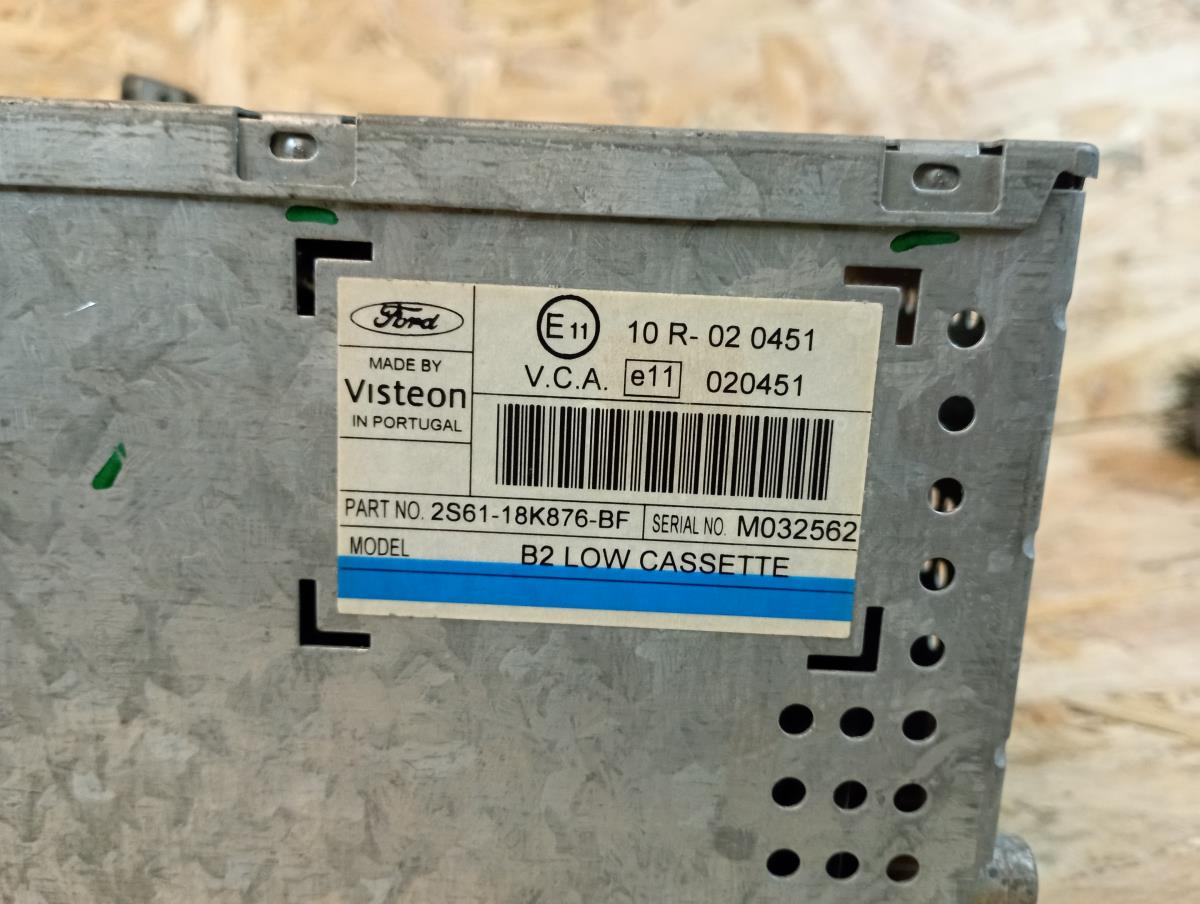 Ford
MADE BY
Visteon
IN PORTUGAL
E 11 10 R- 02 0451
V.C.A. e11 020451
PART NO. 2S61-18K876-BF SERIAL NO. M032562
MODEL B2 LOW CASSETTE